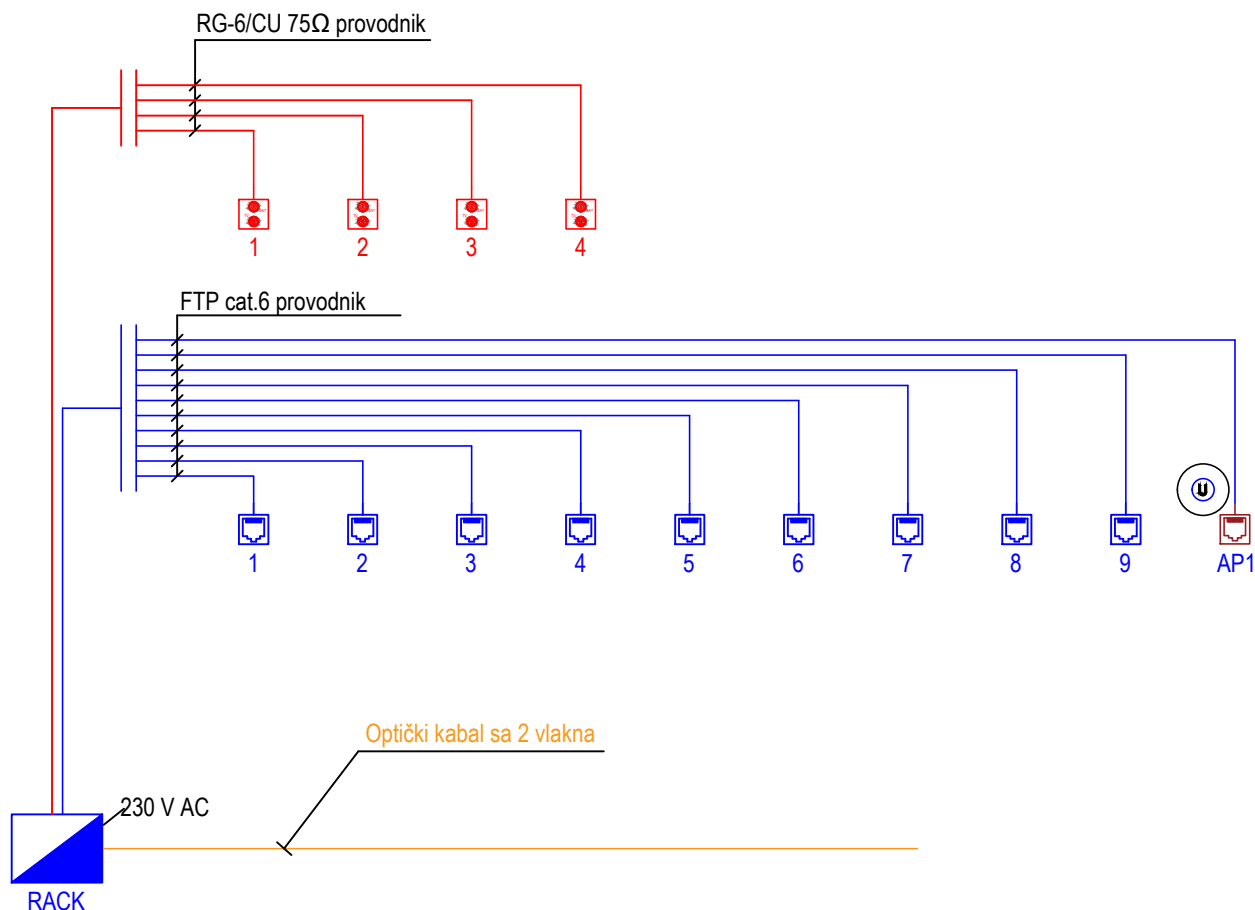 RG-6/CU 75Ω provodnik
1 2 3 4
FTP cat.6 provodnik
1 2 3 4 5 6 7 8 9 AP1
Optički kabal sa 2 vlakna
230 V AC
RACK